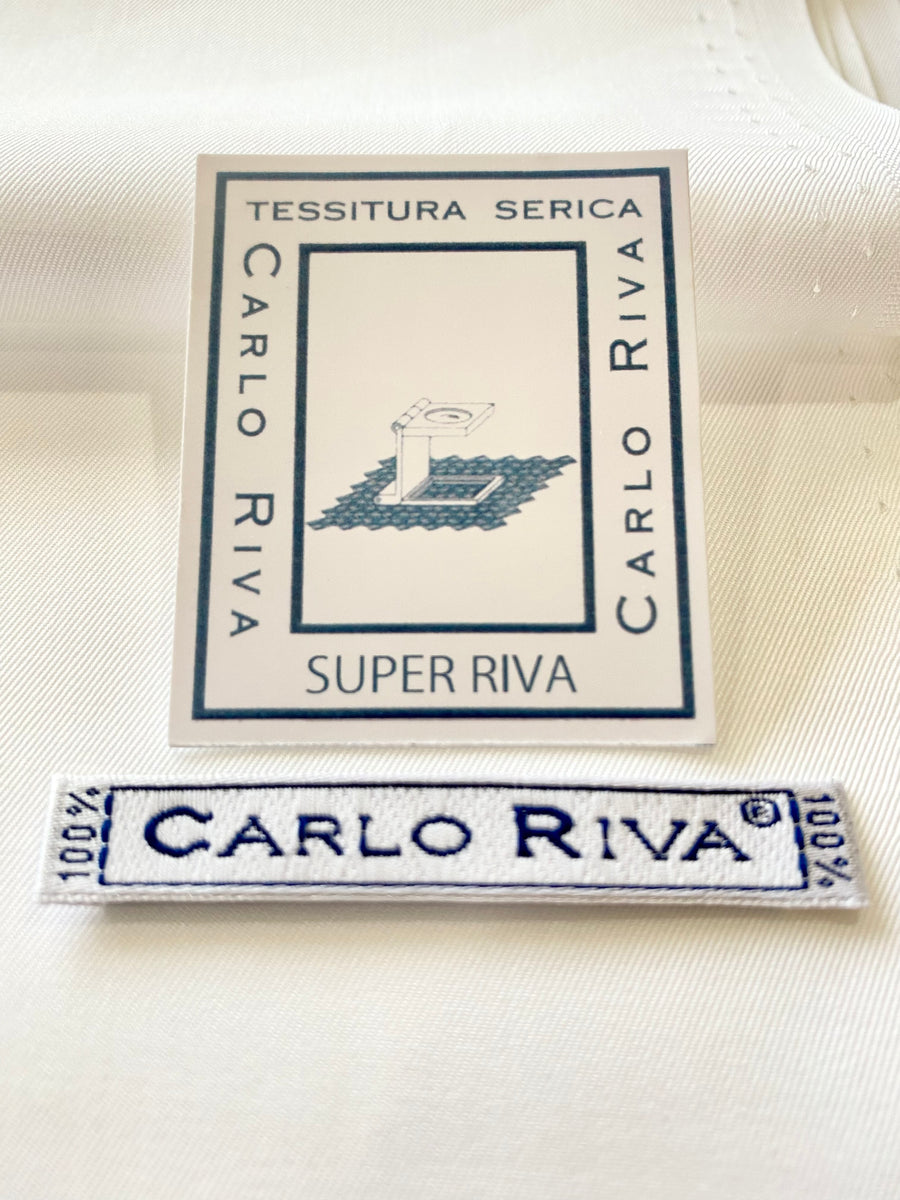 TESSITURA SERICA
CARLO RIVA
CARLO RIVA
SUPER RIVA
100%
CARLO RIVA®
100%